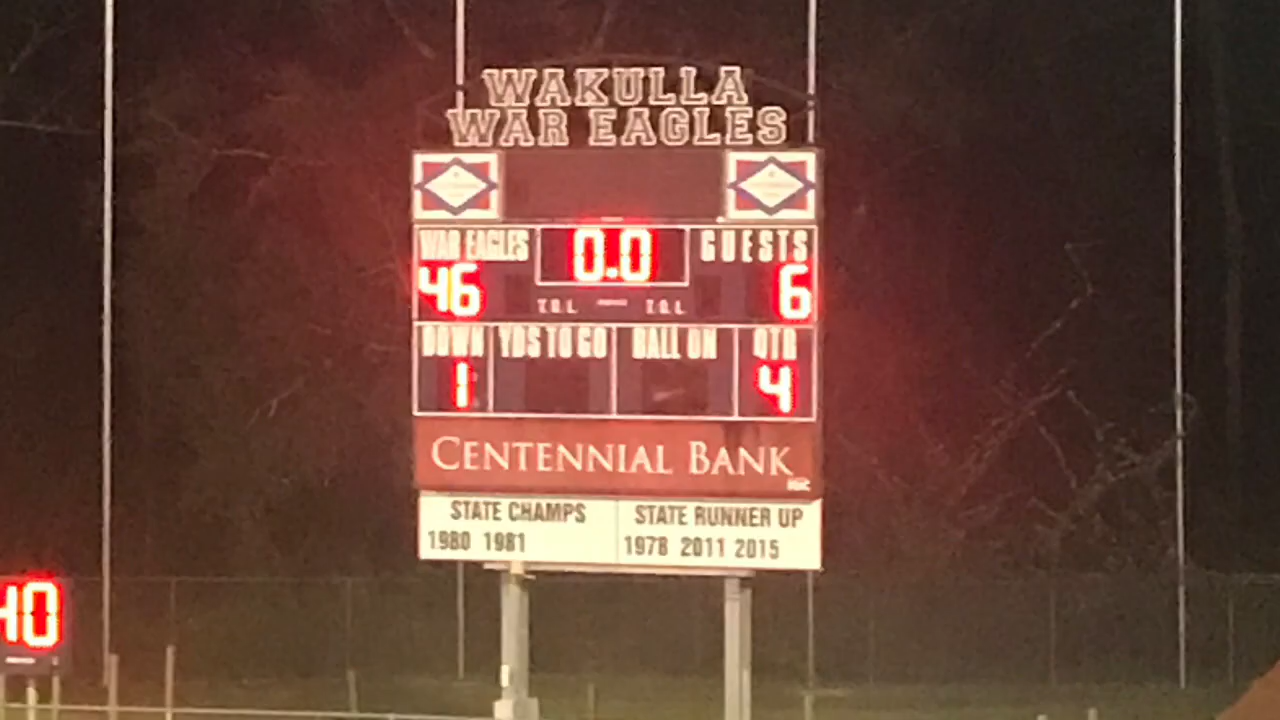 WAKULLA
WAR EAGLES
WAR EAGLES 0.0 GUESTS
46 T.O.L. T.O.L. 6
DOWN YDS TO GO BALL ON QTR
1 4
CENTENNIAL BANK
STATE CHAMPS STATE RUNNER UP
1980 1981 1978 2011 2015
40